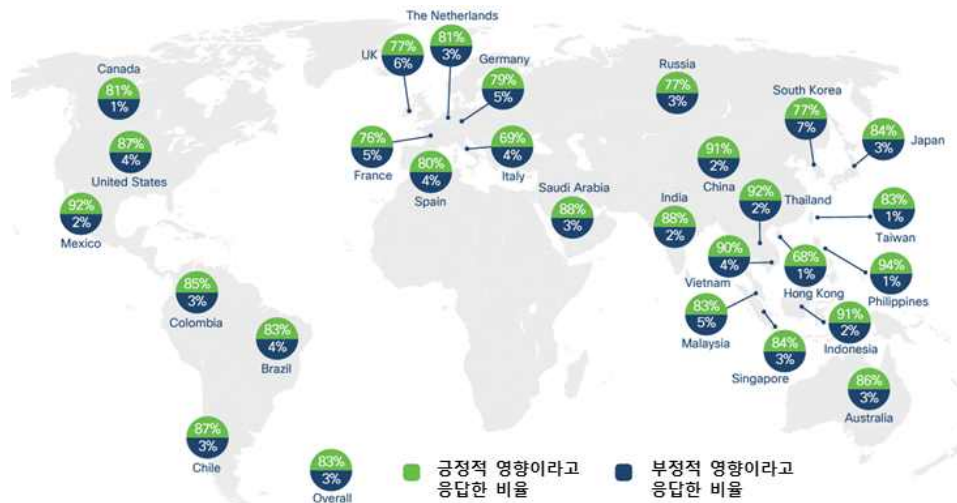 The Netherlands
81%
3%
UK
77%
6%
Germany
79%
5%
Canada
81%
1%
Russia
77%
3%
South Korea
77%
7%
84%
3%
Japan
87%
4%
United States
76%
5%
France
80%
4%
Spain
69%
4%
Italy
91%
2%
China
92%
2%
Thailand
Saudi Arabia
88%
3%
India
88%
2%
83%
1%
Taiwan
92%
2%
Mexico
90%
4%
Vietnam
68%
1%
Hong Kong
94%
1%
Philippines
85%
3%
Colombia
83%
5%
Malaysia
91%
2%
Indonesia
83%
4%
Brazil
84%
3%
Singapore
86%
3%
Australia
87%
3%
Chile
83%
3%
Overall
긍정적 영향이라고
응답한 비율
부정적 영향이라고
응답한 비율